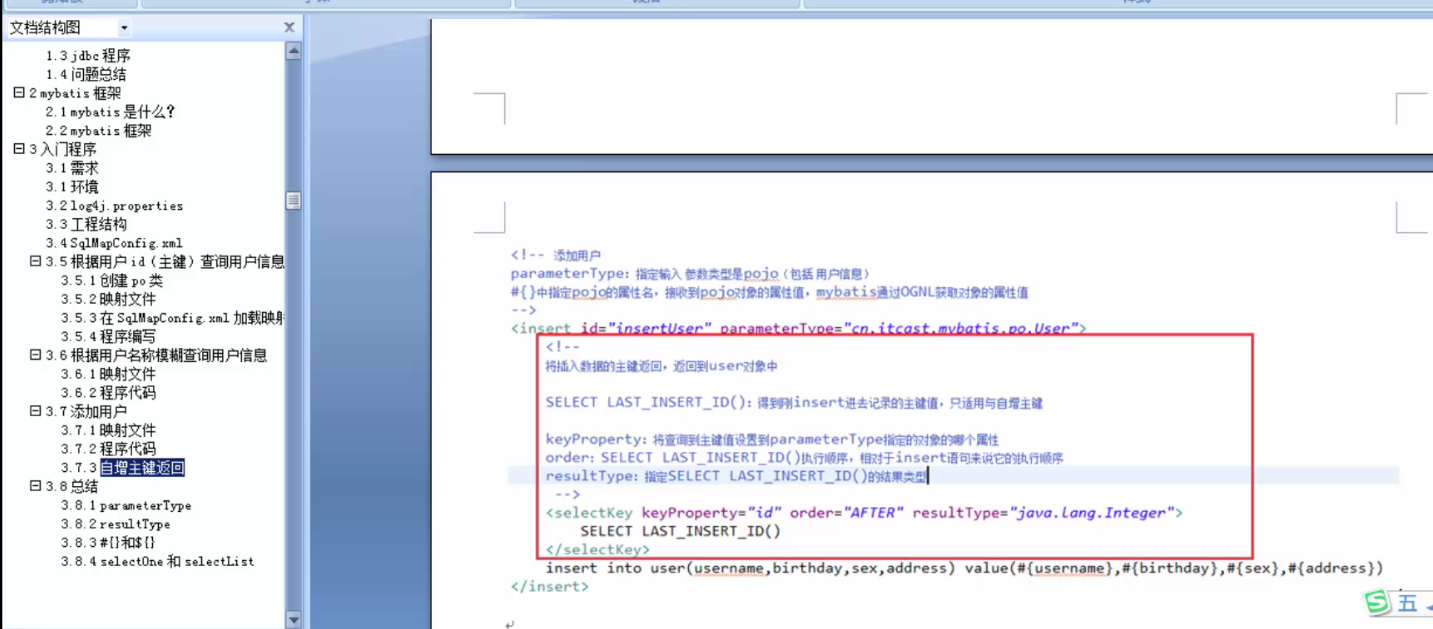 文档结构图
1.3 jdbc 程序
1.4 问题总结
2 mybatis 框架
2.1 mybatis 是什么？
2.2 mybatis 框架
3 入门程序
3.1 需求
3.1 环境
3.2 log4j.properties
3.3 工程结构
3.4 SqlMapConfig.xml
3.5 根据用户 id（主键）查询用户信息
3.5.1 创建 po 类
3.5.2 映射文件
3.5.3 在 SqlMapConfig.xml 加载映射
3.5.4 程序编写
3.6 根据用户名称模糊查询用户信息
3.6.1 映射文件
3.6.2 程序代码
3.7 添加用户
3.7.1 映射文件
3.7.2 程序代码
3.7.3 自增主键返回
3.8 总结
3.8.1 parameterType
3.8.2 resultType
3.8.3 #{}和${}
3.8.4 selectOne 和 selectList
<!-- 添加用户
parameterType：指定输入 参数类型是pojo（包括 用户信息）
#{}中指定pojo的属性名，接收到pojo对象的属性值，mybatis通过OGNL获取对象的属性值
-->
<insert id="insertUser" parameterType="cn.itcast.mybatis.po.User">
<!--
将插入数据的主键返回，返回到user对象中
SELECT LAST_INSERT_ID()：得到刚insert进去记录的主键值，只适用与自增主键
keyProperty：将查询到主键值设置到parameterType指定的对象的哪个属性
order：SELECT LAST_INSERT_ID()执行顺序，相对于insert语句来说它的执行顺序
resultType：指定SELECT LAST_INSERT_ID()的结果类型
-->
<selectKey keyProperty="id" order="AFTER" resultType="java.lang.Integer">
SELECT LAST_INSERT_ID()
</selectKey>
insert into user(username,birthday,sex,address) value(#{username},#{birthday},#{sex},#{address})
</insert>
五